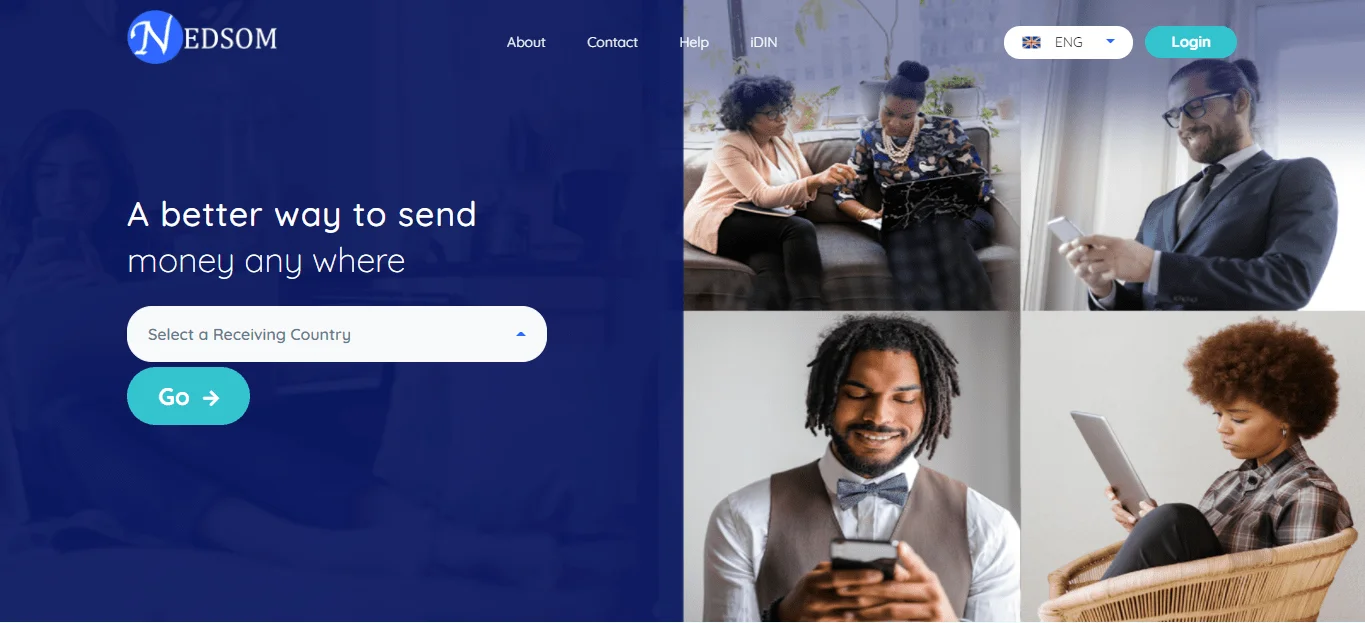 NEDSOM
About
Contact
Help
iDIN
ENG
Login
A better way to send
money any where
Select a Receiving Country
Go